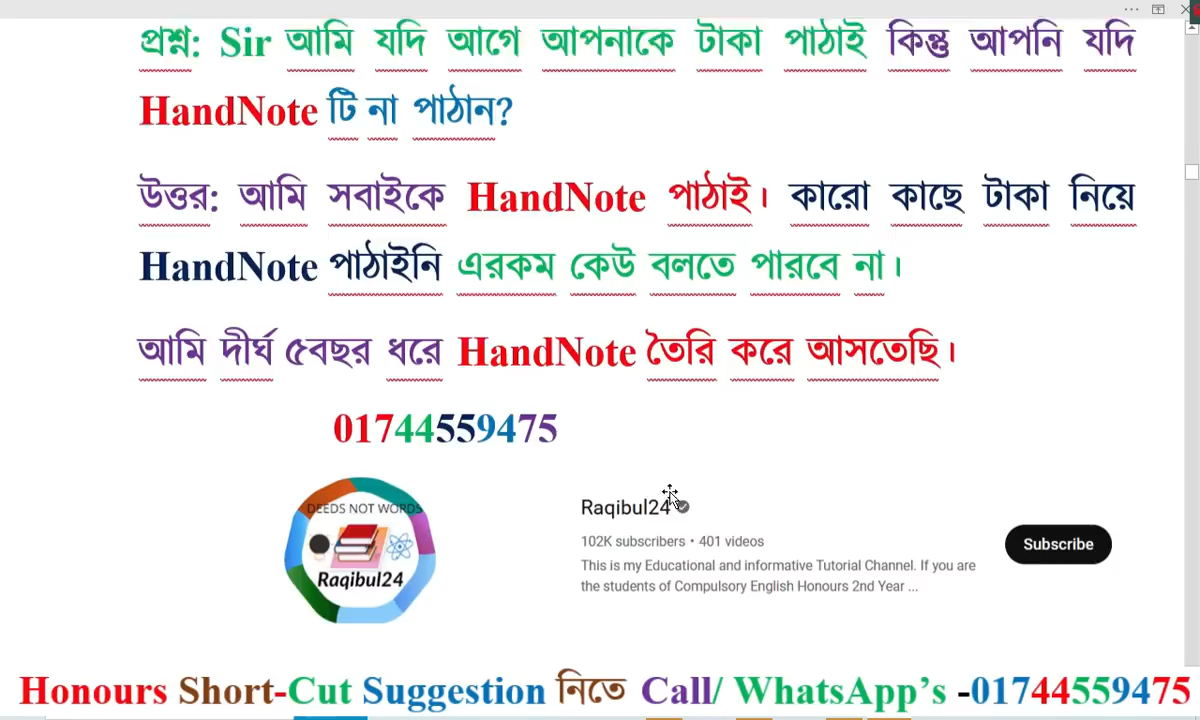 প্রশ্ন: Sir আমি যদি আগে আপনাকে টাকা পাঠাই কিন্তু আপনি যদি
HandNote টি না পাঠান?
উত্তর: আমি সবাইকে HandNote পাঠাই। কারো কাছে টাকা নিয়ে
HandNote পাঠাইনি এরকম কেউ বলতে পারবে না।
আমি দীর্ঘ ৫বছর ধরে HandNote তৈরি করে আসতেছি।
01744559475
DEEDS NOT WORDS
Raqibul24
Raqibul24
102K subscribers • 401 videos
This is my Educational and informative Tutorial Channel. If you are
the students of Compulsory English Honours 2nd Year ...
Subscribe
Honours Short-Cut Suggestion নিতে Call/ WhatsApp’s -01744559475